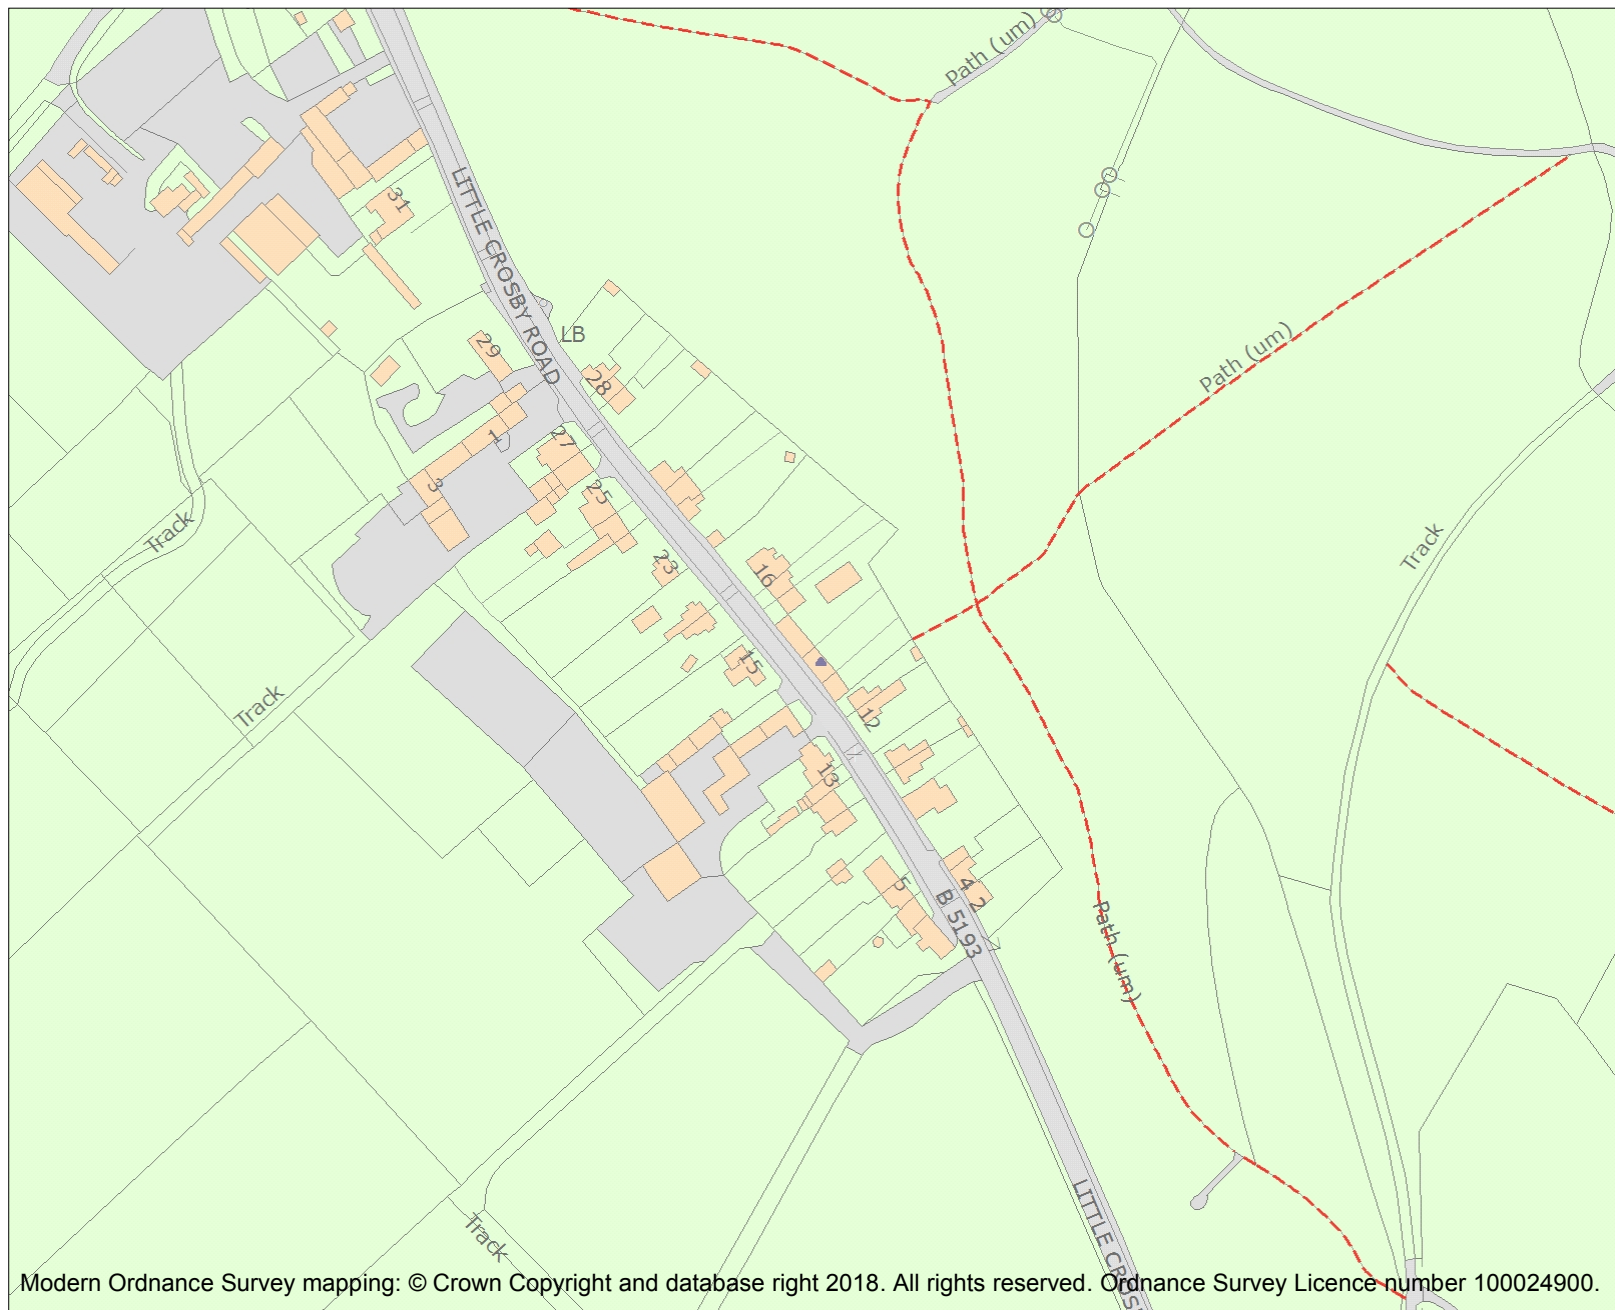 Path (um)
31
LITTLE CROSBY ROAD
LB
29
28
Path (um)
1
27
3
25
Track
Track
23
16
15
Track
12
13
5
4
2
B 5193
Path (um)
LITTLE CROS
Track
Modern Ordnance Survey mapping: © Crown Copyright and database right 2018. All rights reserved. Ordnance Survey Licence number 100024900.